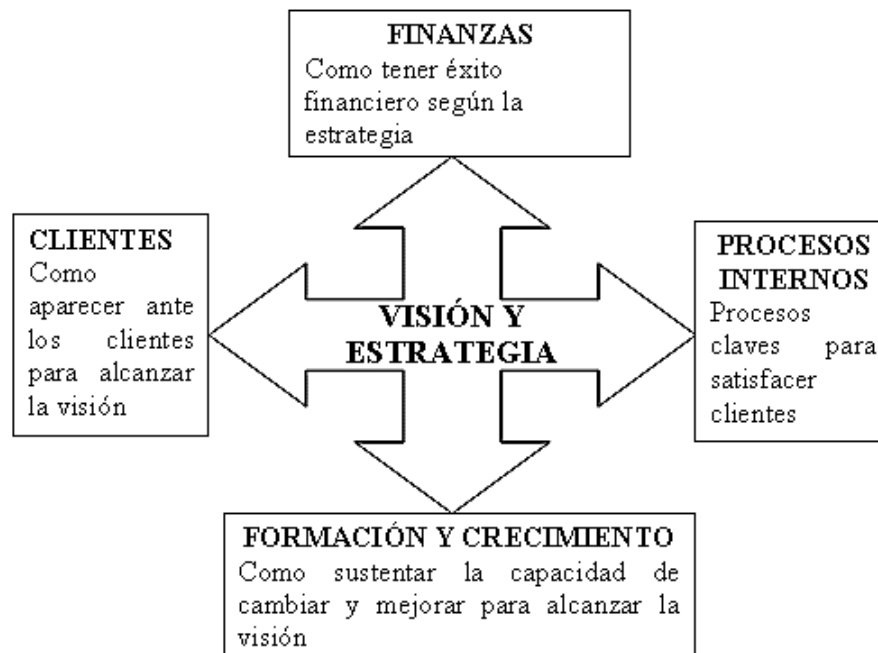 FINANZAS
Como tener éxito
financiero según la
estrategia
CLIENTES
Como
aparecer ante
los clientes
para alcanzar
la visión
VISIÓN Y
ESTRATEGIA
PROCESOS
INTERNOS
Procesos
claves para
satisfacer
clientes
FORMACIÓN Y CRECIMIENTO
Como sustentar la capacidad de
cambiar y mejorar para alcanzar la
visión